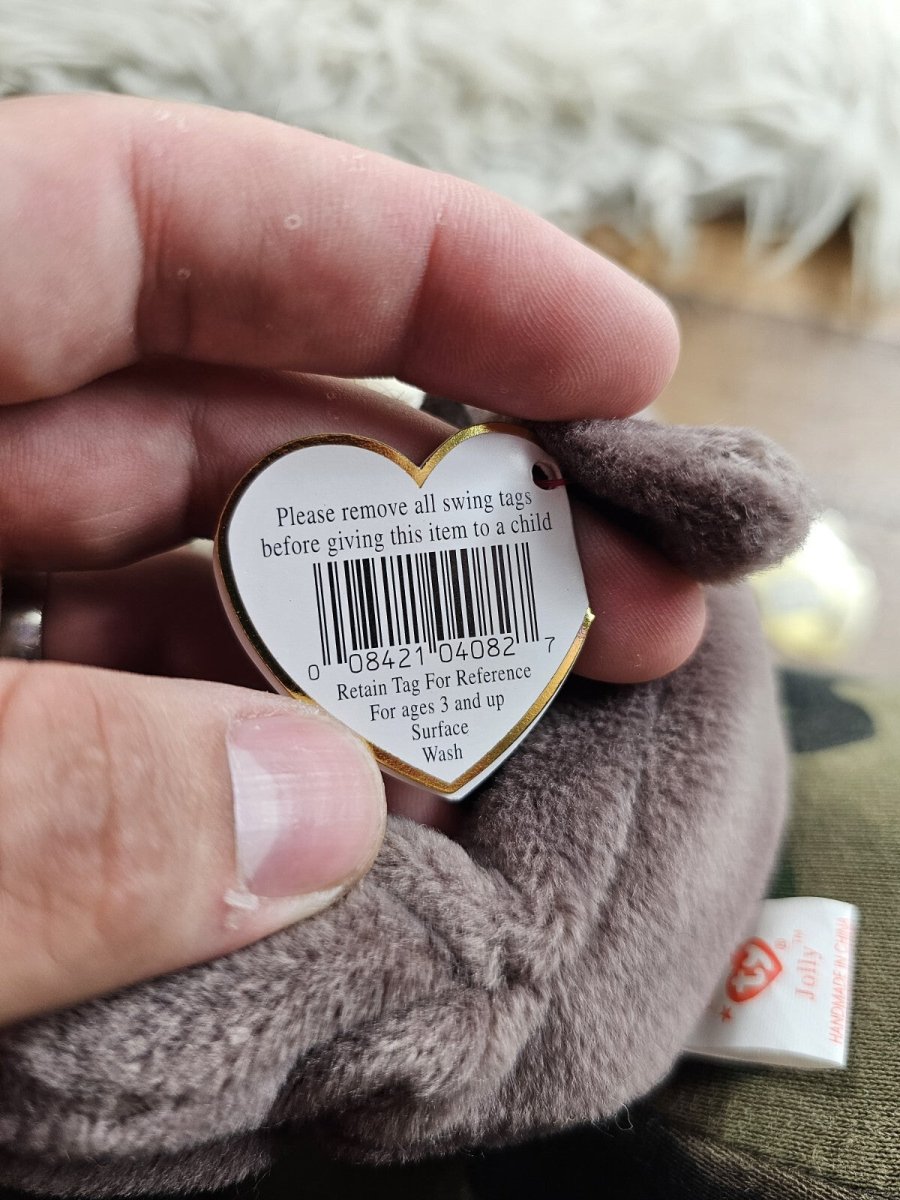 Please remove all swing tags
before giving this item to a child
0 08421 04082 7
Retain Tag For Reference
For ages 3 and up
Surface
Wash
ty ®
Jolly™
HANDMADE IN CHINA